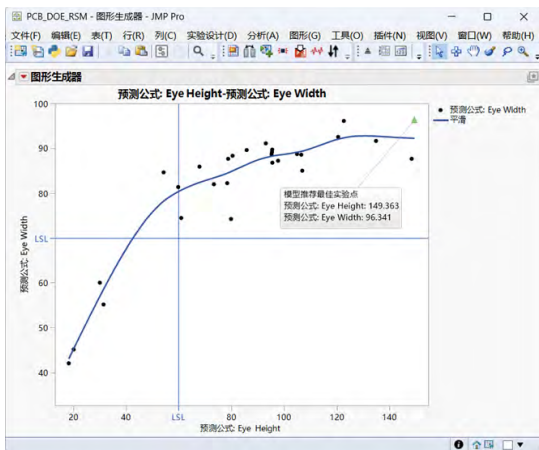 PCB_DOE_RSM - 图形生成器 - JMP Pro
文件(F) 编辑(E) 表(T) 行(R) 列(C) 实验设计(D) 分析(A) 图形(G) 工具(O) 插件(N) 视图(V) 窗口(W) 帮助(H)
图形生成器
预测公式: Eye Height-预测公式: Eye Width
100
90
80
LSL
60
50
40
预测公式: Eye Width
20 40 LSL 80 100 120 140
预测公式: Eye Height
模型推荐最佳实验点
预测公式: Eye Height: 149.363
预测公式: Eye Width: 96.341
预测公式: Eye Width
平滑